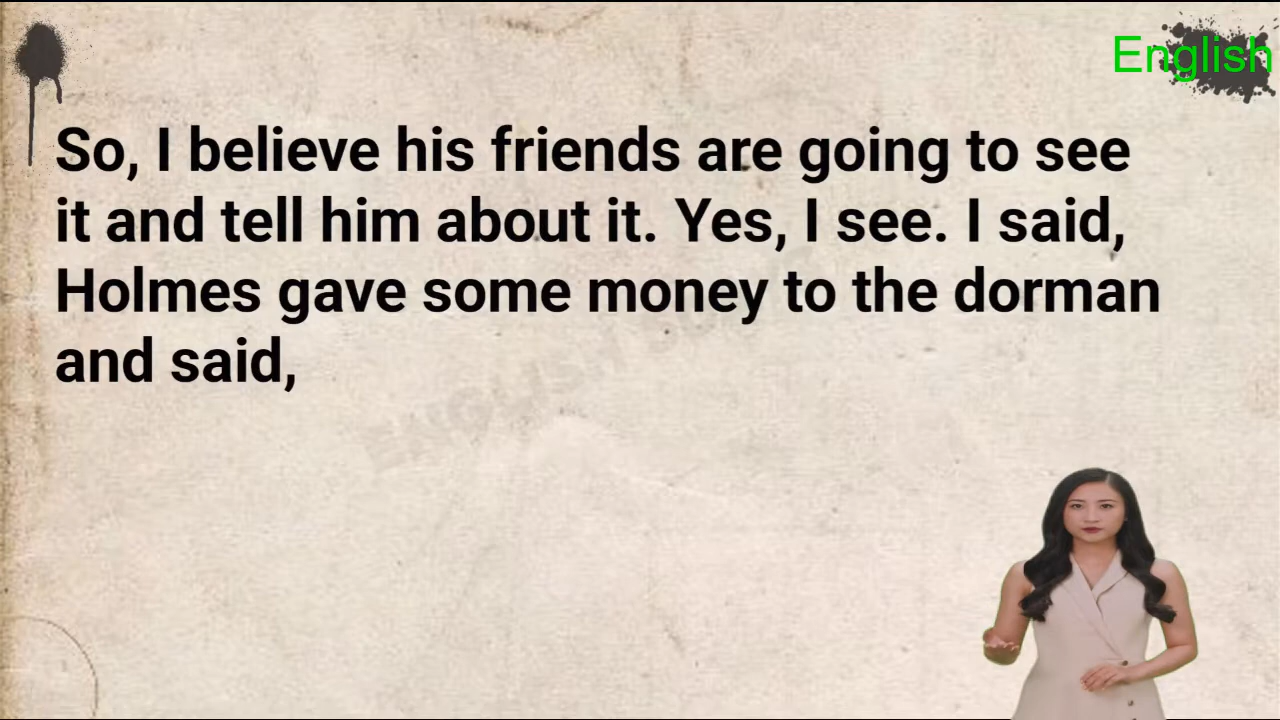 English
So, I believe his friends are going to see
it and tell him about it. Yes, I see. I said,
Holmes gave some money to the dorman
and said,